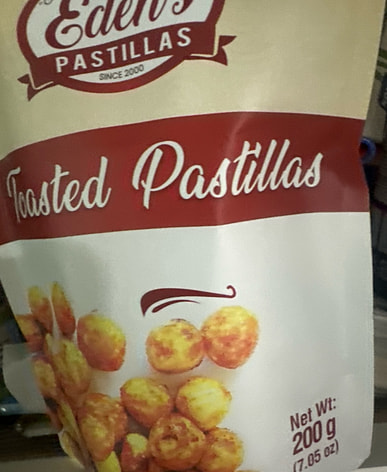 Eden's
PASTILLAS
SINCE 2000
Toasted Pastillas
Net Wt:
200 g
(7.05 oz)